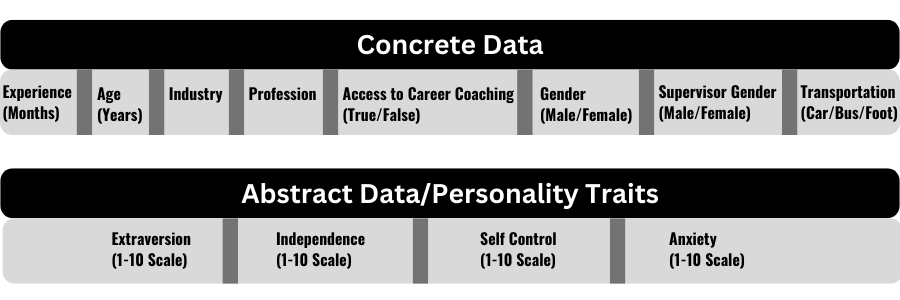 Concrete Data
Experience
(Months)
Age
(Years)
Industry
Profession
Access to Career Coaching
(True/False)
Gender
(Male/Female)
Supervisor Gender
(Male/Female)
Transportation
(Car/Bus/Foot)
Abstract Data/Personality Traits
Extraversion
(1-10 Scale)
Independence
(1-10 Scale)
Self Control
(1-10 Scale)
Anxiety
(1-10 Scale)